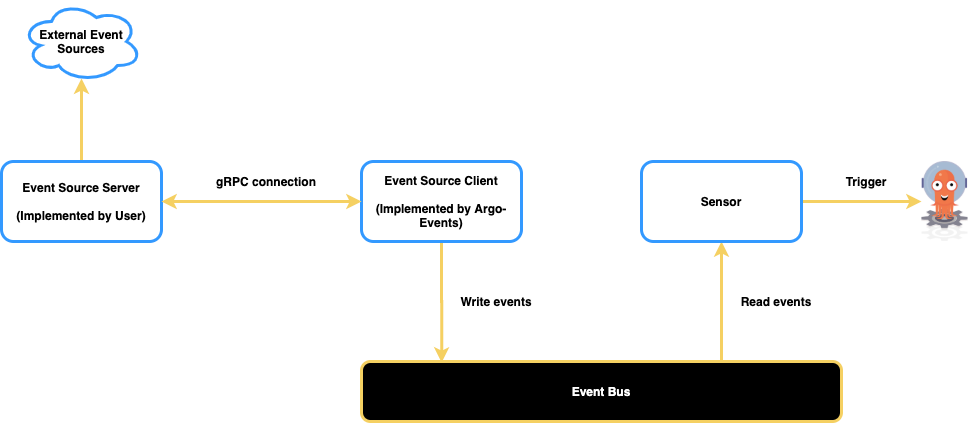 External Event
Sources
Event Source Server
(Implemented by User)
gRPC connection
Event Source Client
(Implemented by Argo-
Events)
Sensor
Trigger
Write events
Read events
Event Bus